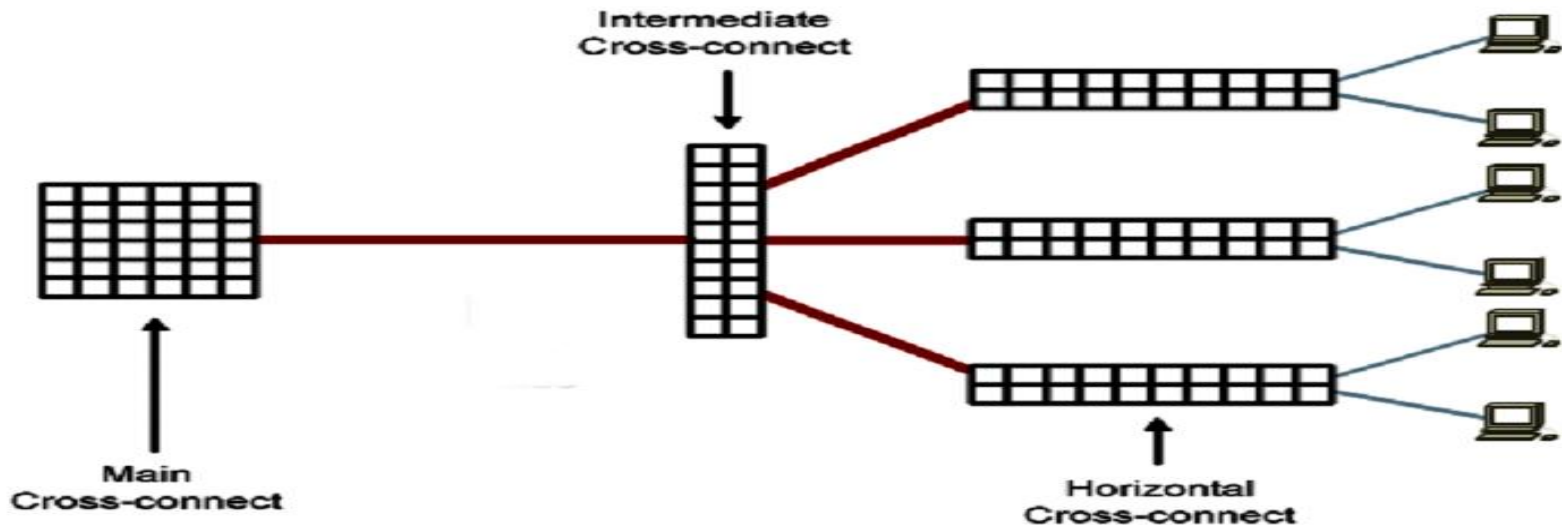 Intermediate
Cross-connect
Main
Cross-connect
Horizontal
Cross-connect